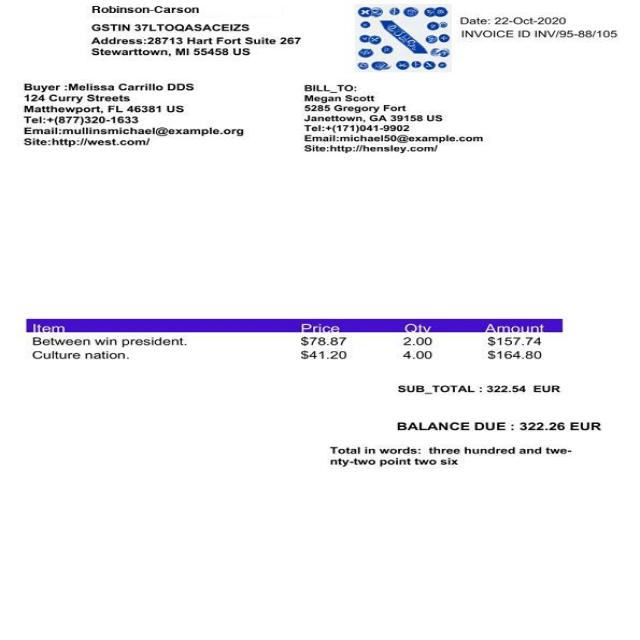 Robinson-Carson
GSTIN 37LTOQASACEIZS
Address:28713 Hart Fort Suite 267
Stewarttown, MI 55458 US
Date: 22-Oct-2020
INVOICE ID INV/95-88/105
Buyer :Melissa Carrillo DDS
124 Curry Streets
Matthewport, FL 46381 US
Tel:+(877)320-1633
Email:mullinsmichael@example.org
Site:http://west.com/
BILL_TO:
Megan Scott
5285 Gregory Fort
Janettown, GA 39158 US
Tel:+(171)041-9902
Email:michael50@example.com
Site:http://hensley.com/
Item Price Qty Amount
Between win president. $78.87 2.00 $157.74
Culture nation. $41.20 4.00 $164.80
SUB_TOTAL : 322.54 EUR
BALANCE DUE : 322.26 EUR
Total in words: three hundred and twe-
nty-two point two six